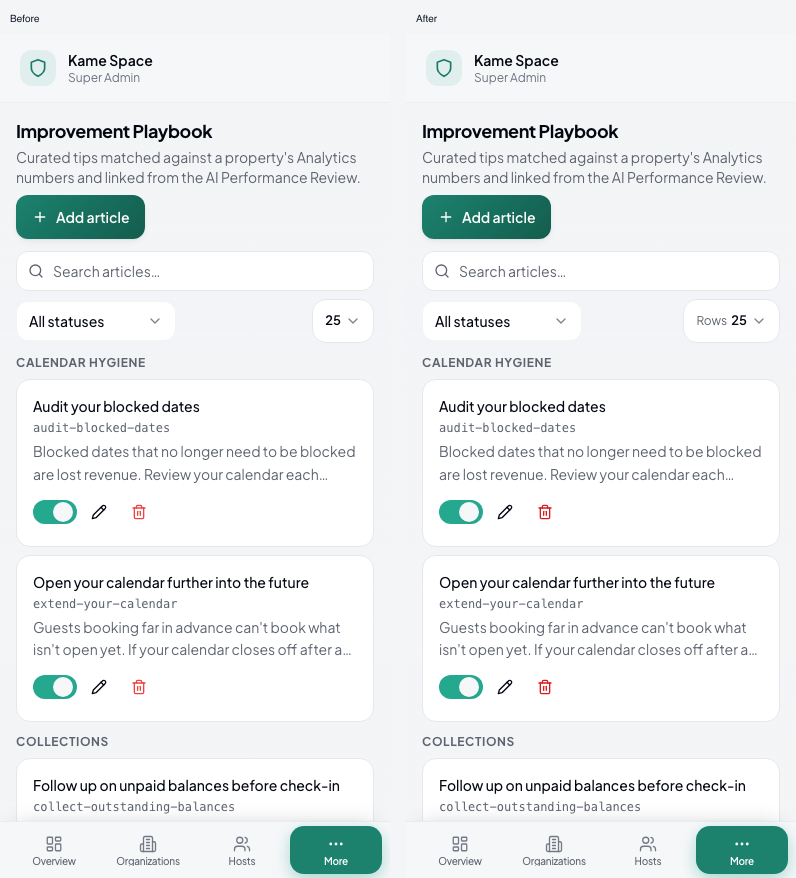 Before
Kame Space
Super Admin
Improvement Playbook
Curated tips matched against a property's Analytics
numbers and linked from the AI Performance Review.
Add article
Search articles...
All statuses
25
CALENDAR HYGIENE
Audit your blocked dates
audit-blocked-dates
Blocked dates that no longer need to be blocked
are lost revenue. Review your calendar each...
Open your calendar further into the future
extend-your-calendar
Guests booking far in advance can't book what
isn't open yet. If your calendar closes off after a...
COLLECTIONS
Follow up on unpaid balances before check-in
collect-outstanding-balances
Overview
Organizations
Hosts
More
After
Kame Space
Super Admin
Improvement Playbook
Curated tips matched against a property's Analytics
numbers and linked from the AI Performance Review.
Add article
Search articles...
All statuses
Rows 25
CALENDAR HYGIENE
Audit your blocked dates
audit-blocked-dates
Blocked dates that no longer need to be blocked
are lost revenue. Review your calendar each...
Open your calendar further into the future
extend-your-calendar
Guests booking far in advance can't book what
isn't open yet. If your calendar closes off after a...
COLLECTIONS
Follow up on unpaid balances before check-in
collect-outstanding-balances
Overview
Organizations
Hosts
More